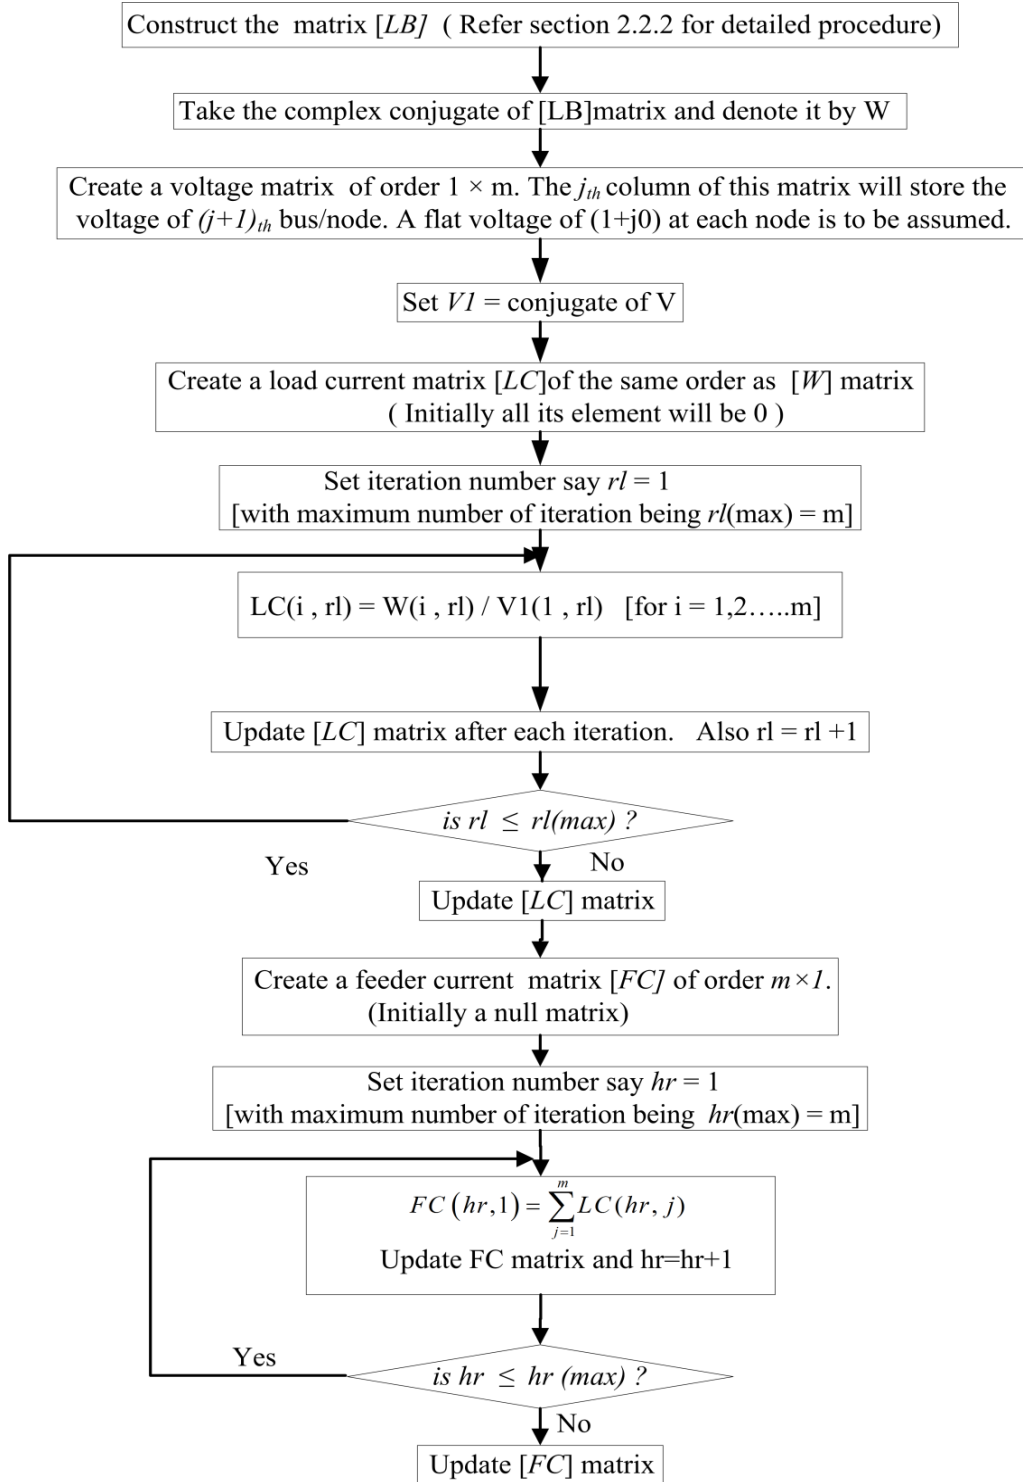 Construct the matrix [LB] ( Refer section 2.2.2 for detailed procedure)
Take the complex conjugate of [LB]matrix and denote it by W
Create a voltage matrix of order 1 × m. The j_th column of this matrix will store the
voltage of (j+1)_th bus/node. A flat voltage of (1+j0) at each node is to be assumed.
Set V1 = conjugate of V
Create a load current matrix [LC]of the same order as [W] matrix
( Initially all its element will be 0 )
Set iteration number say rl = 1
[with maximum number of iteration being rl(max) = m]
LC(i , rl) = W(i , rl) / V1(1 , rl) [for i = 1,2…..m]
Update [LC] matrix after each iteration. Also rl = rl +1
is rl ≤ rl(max) ?
Yes
No
Update [LC] matrix
Create a feeder current matrix [FC] of order m×1.
(Initially a null matrix)
Set iteration number say hr = 1
[with maximum number of iteration being hr(max) = m]
FC(hr,1) = ∑_{j=1}^{m} LC(hr, j)
Update FC matrix and hr=hr+1
Yes
is hr ≤ hr (max) ?
No
Update [FC] matrix